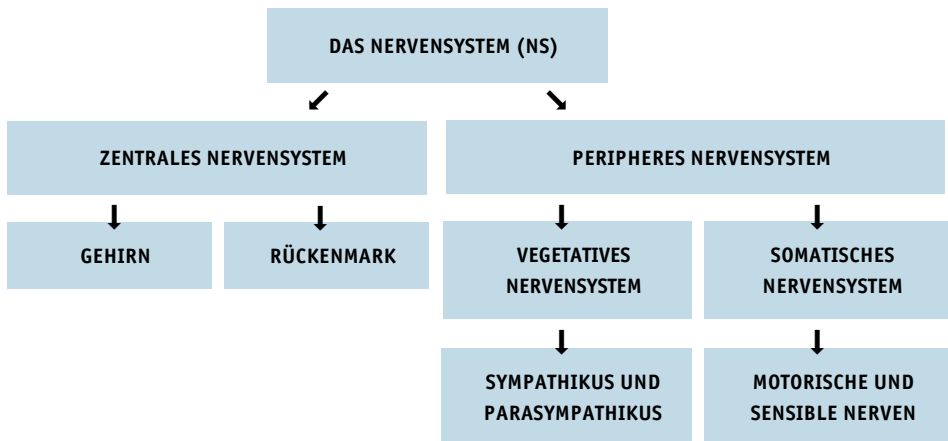 DAS NERVENSYSTEM (NS)
ZENTRALES NERVENSYSTEM
PERIPHERES NERVENSYSTEM
GEHIRN
RÜCKENMARK
VEGETATIVES
NERVENSYSTEM
SOMATISCHES
NERVENSYSTEM
SYMPATHIKUS UND
PARASYMPATHIKUS
MOTORISCHE UND
SENSIBLE NERVEN